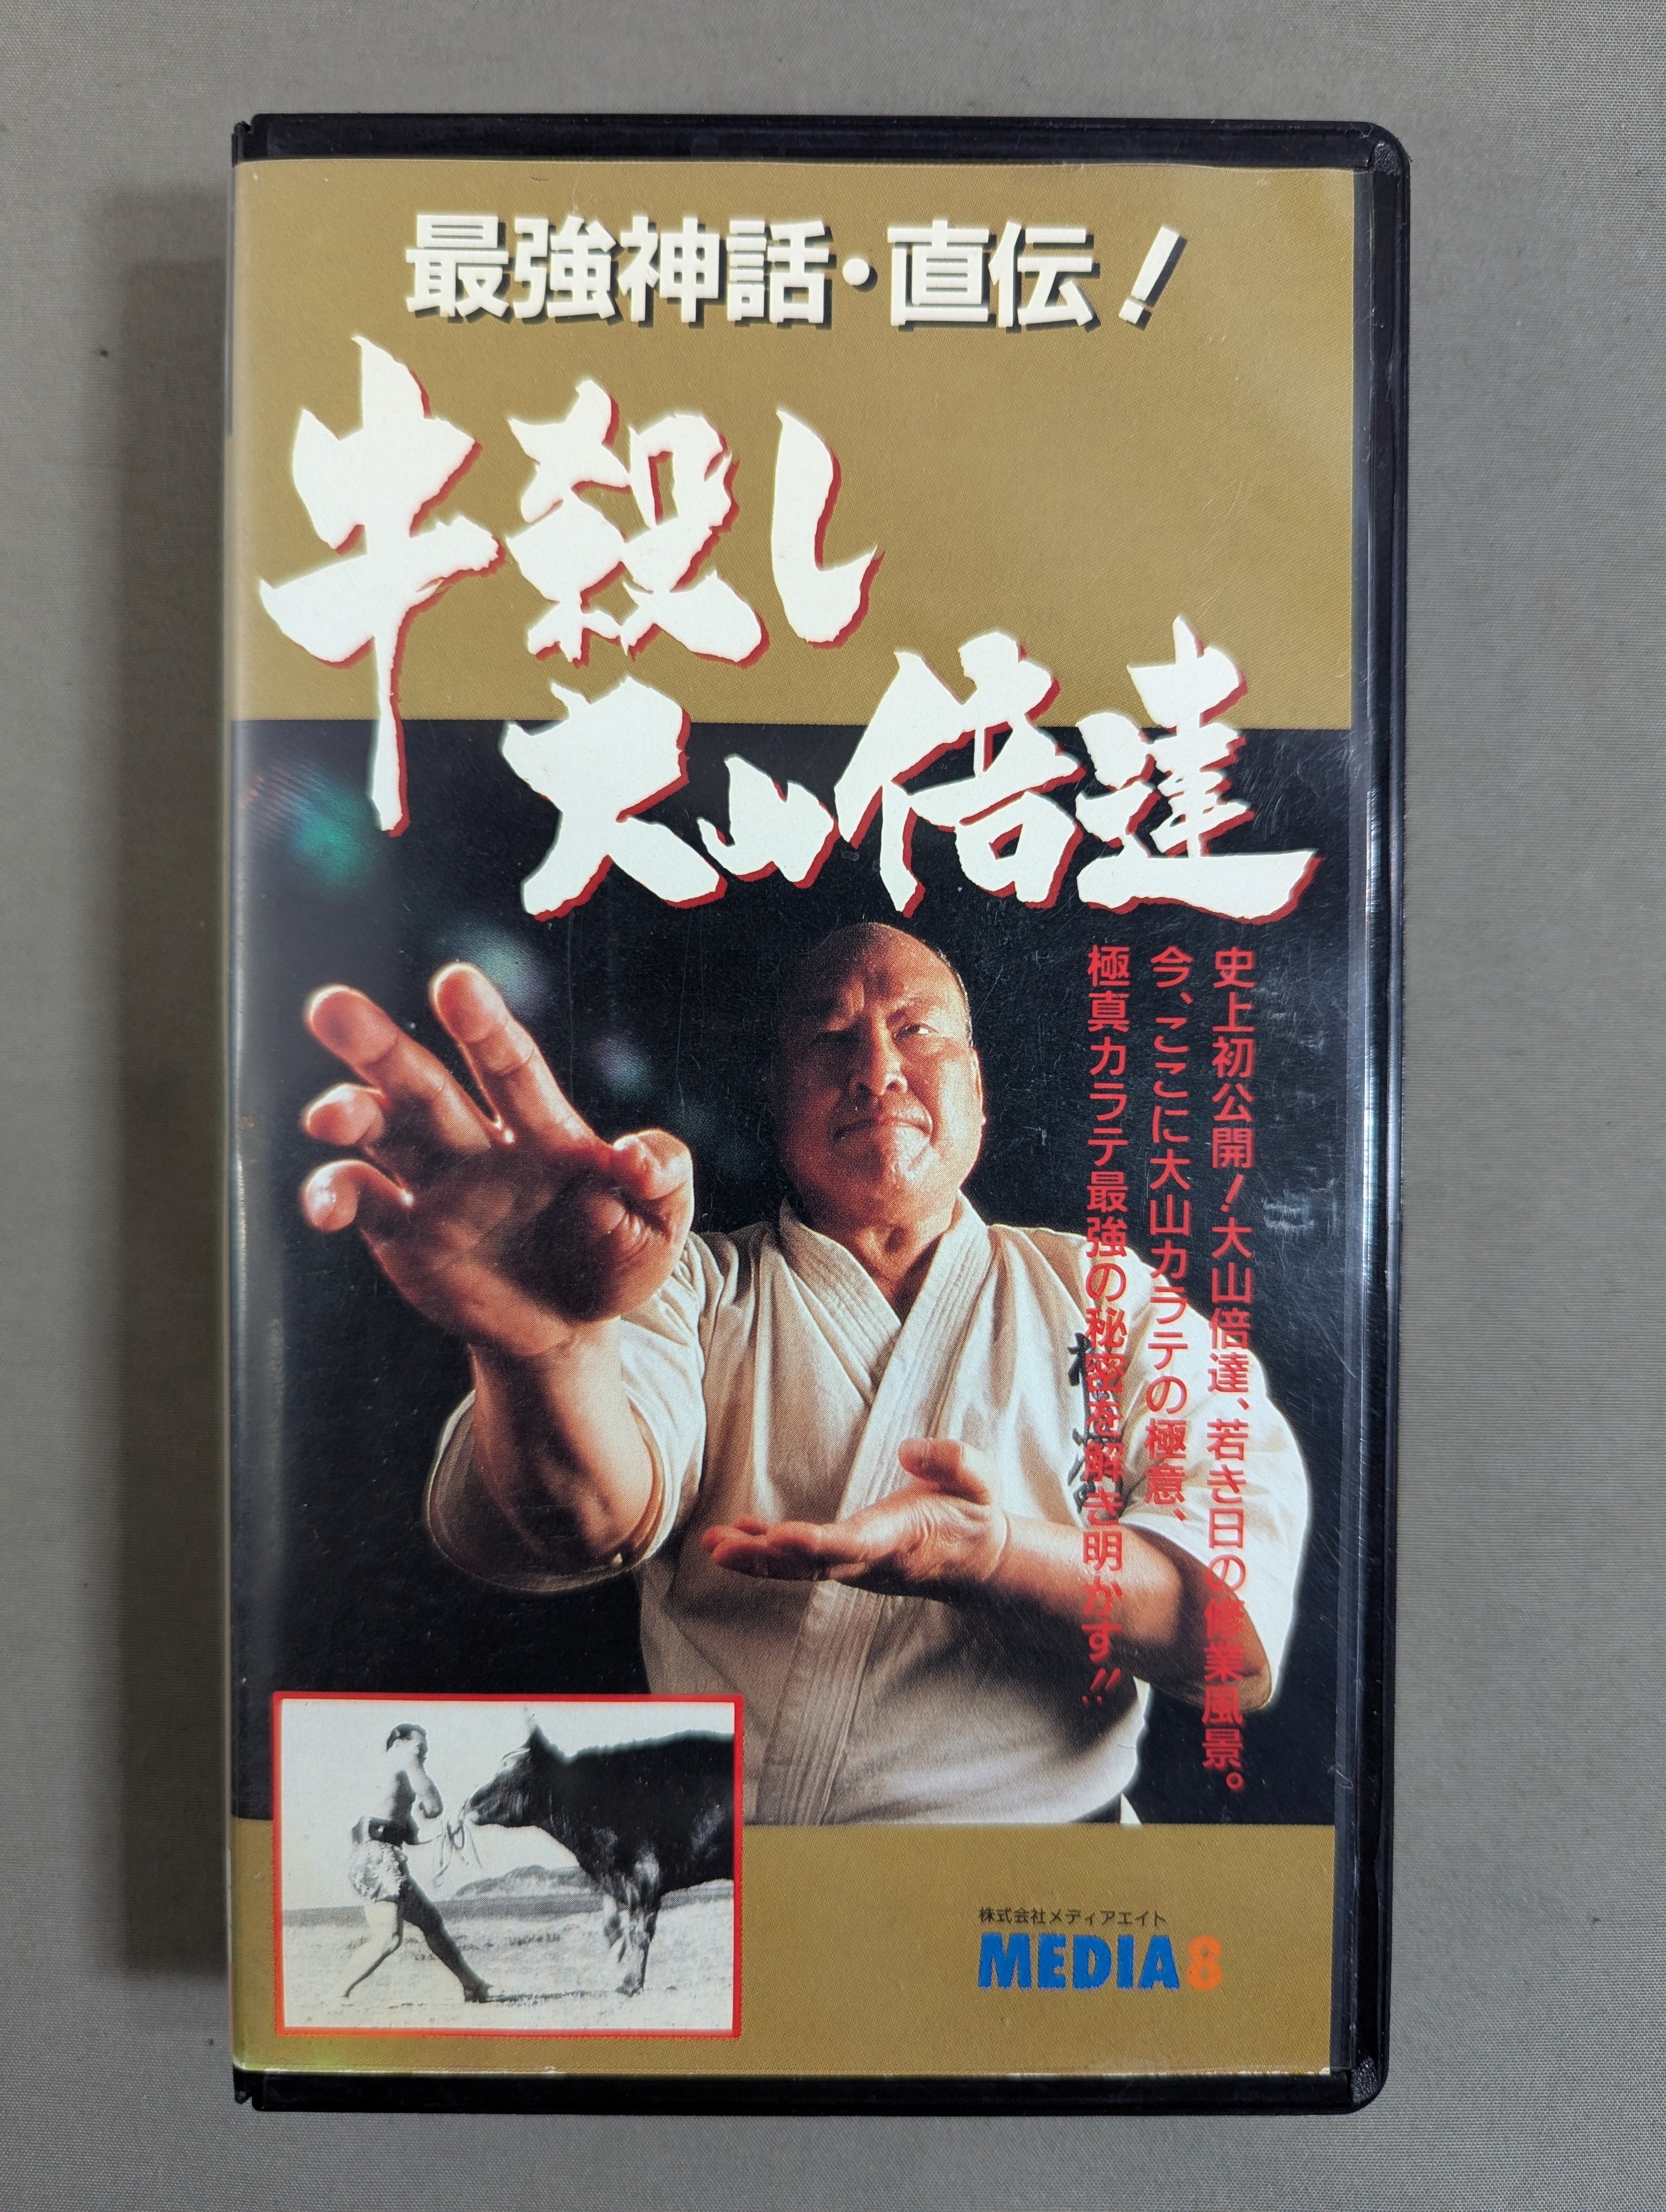 最強神話・直伝！
牛殺し
大山倍達
史上初公開！大山倍達、若き日の修業風景。
今、ここに大山カラテの極意、
極真カラテ最強の秘密を解き明かす!!
株式会社メディアエイト
MEDIA8